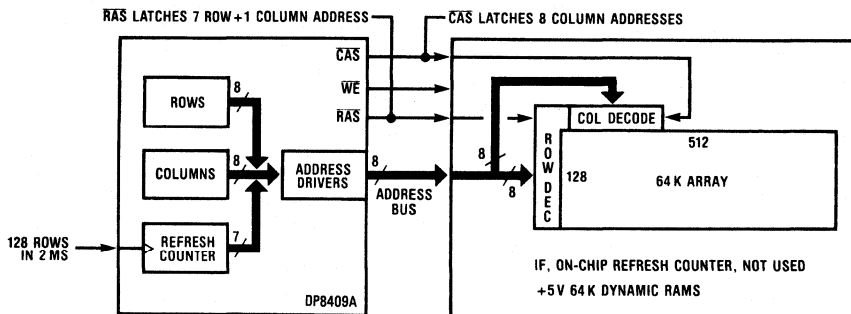 RAS LATCHES 7 ROW+1 COLUMN ADDRESS
CAS LATCHES 8 COLUMN ADDRESSES
CAS
WE
RAS
ROWS
8
COLUMNS
8
ADDRESS
DRIVERS
8
ADDRESS
BUS
128 ROWS
IN 2 MS
REFRESH
COUNTER
7
DP8409A
COL DECODE
8
8
ROW DEC
512
128
64K ARRAY
IF, ON-CHIP REFRESH COUNTER, NOT USED
+5V 64K DYNAMIC RAMS